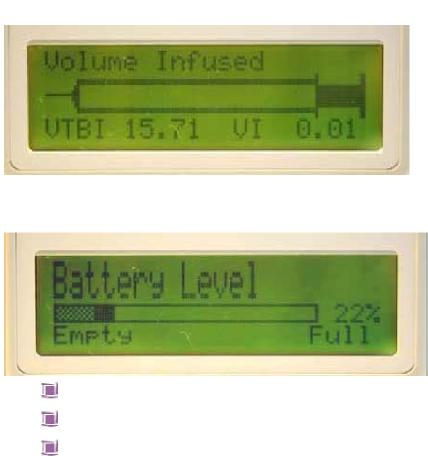 Volume Infused
VTBI 15.71 VI 0.01
Battery Level
22%
Empty Full